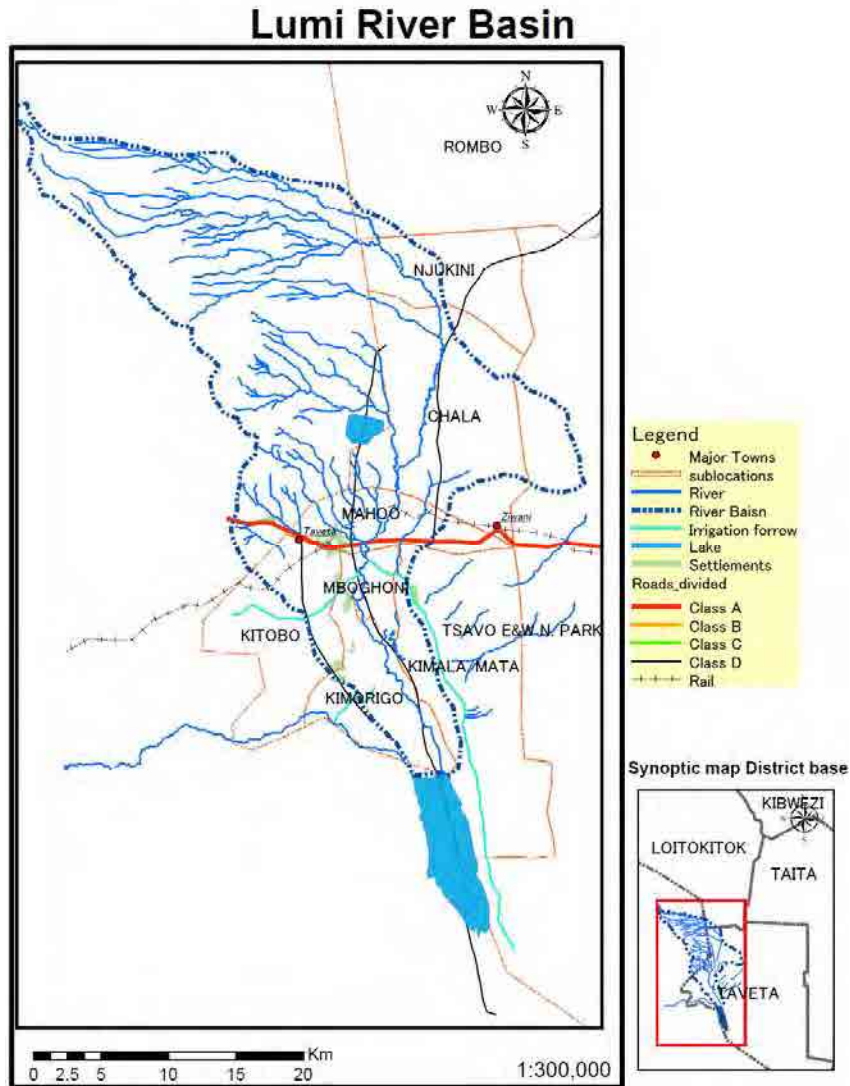 Lumi River Basin
N
W E
S
ROMBO
NJUKINI
CHALA
MAHOO
Taveta
Ziwani
MBOGHONI
KITOBO
TSAVO E&W N. PARK
KIMALA/MATA
KIMORIGO
Legend
Major Towns
sublocations
River
River Baisn
Irrigation forrow
Lake
Settlements
Roads_divided
Class A
Class B
Class C
Class D
Rail
Synoptic map District base
KIBWEZI
LOITOKITOK
TAITA
TAVETA
Km
0 2.5 5 10 15 20
1:300,000